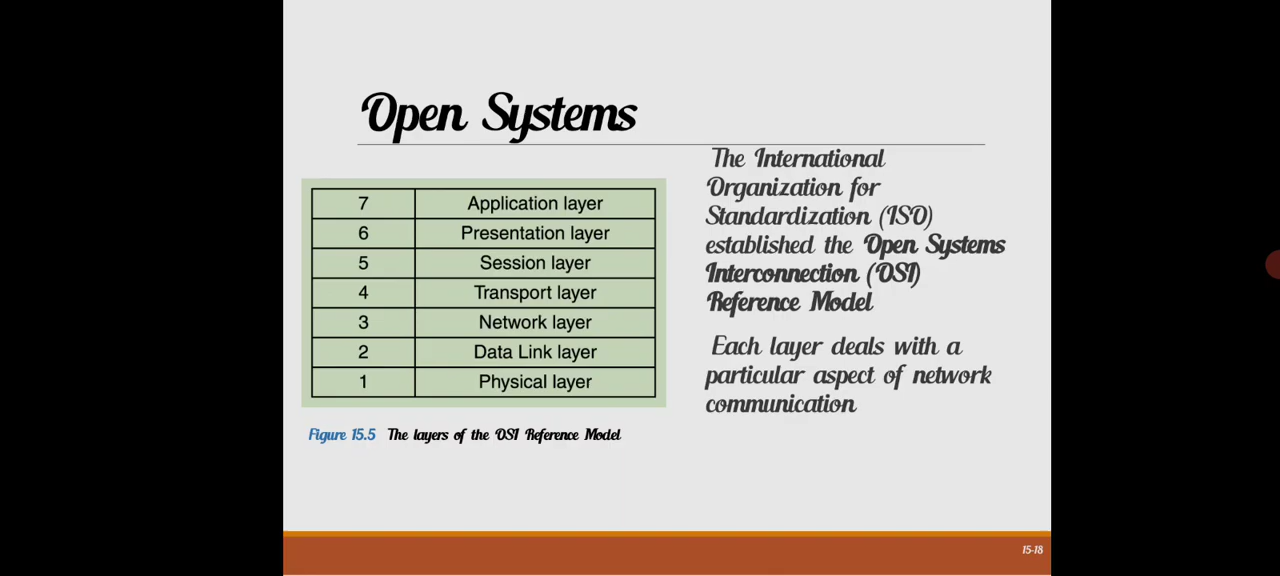 Open Systems
7 Application layer
6 Presentation layer
5 Session layer
4 Transport layer
3 Network layer
2 Data Link layer
1 Physical layer
Figure 15.5 The layers of the OSI Reference Model
The International
Organization for
Standardization (ISO)
established the Open Systems
Interconnection (OSI)
Reference Model
Each layer deals with a
particular aspect of network
communication
15-18